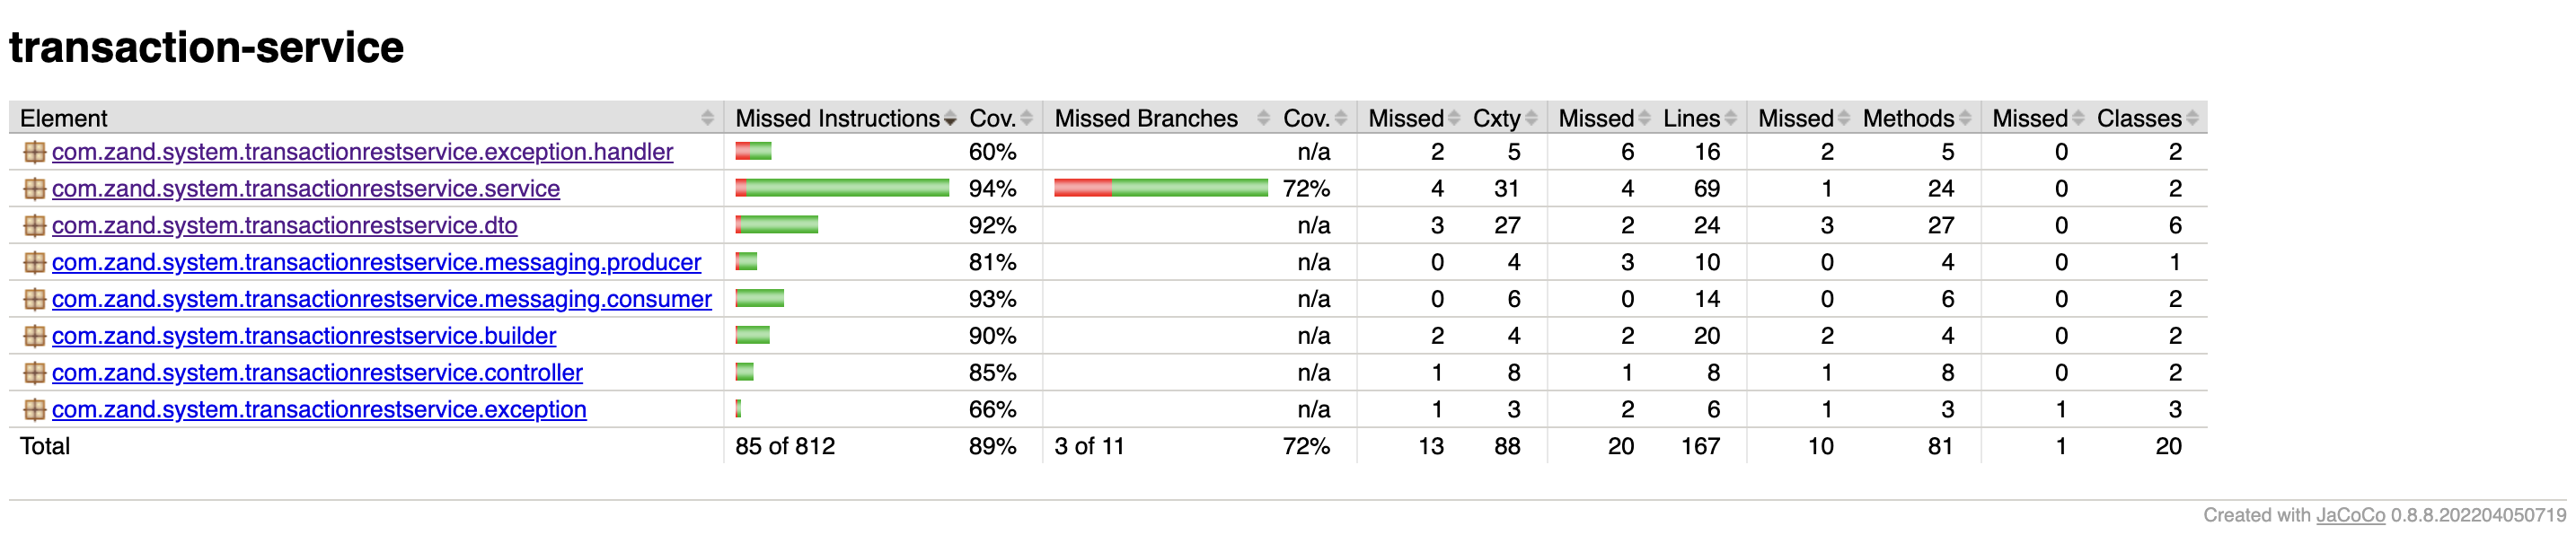 transaction-service
Element Missed Instructions Cov. Missed Branches Cov. Missed Cxty Missed Lines Missed Methods Missed Classes
com.zand.system.transactionrestservice.exception.handler 60% n/a 2 5 6 16 2 5 0 2
com.zand.system.transactionrestservice.service 94% 72% 4 31 4 69 1 24 0 2
com.zand.system.transactionrestservice.dto 92% n/a 3 27 2 24 3 27 0 6
com.zand.system.transactionrestservice.messaging.producer 81% n/a 0 4 3 10 0 4 0 1
com.zand.system.transactionrestservice.messaging.consumer 93% n/a 0 6 0 14 0 6 0 2
com.zand.system.transactionrestservice.builder 90% n/a 2 4 2 20 2 4 0 2
com.zand.system.transactionrestservice.controller 85% n/a 1 8 1 8 1 8 0 2
com.zand.system.transactionrestservice.exception 66% n/a 1 3 2 6 1 3 1 3
Total 85 of 812 89% 3 of 11 72% 13 88 20 167 10 81 1 20
Created with JaCoCo 0.8.8.202204050719